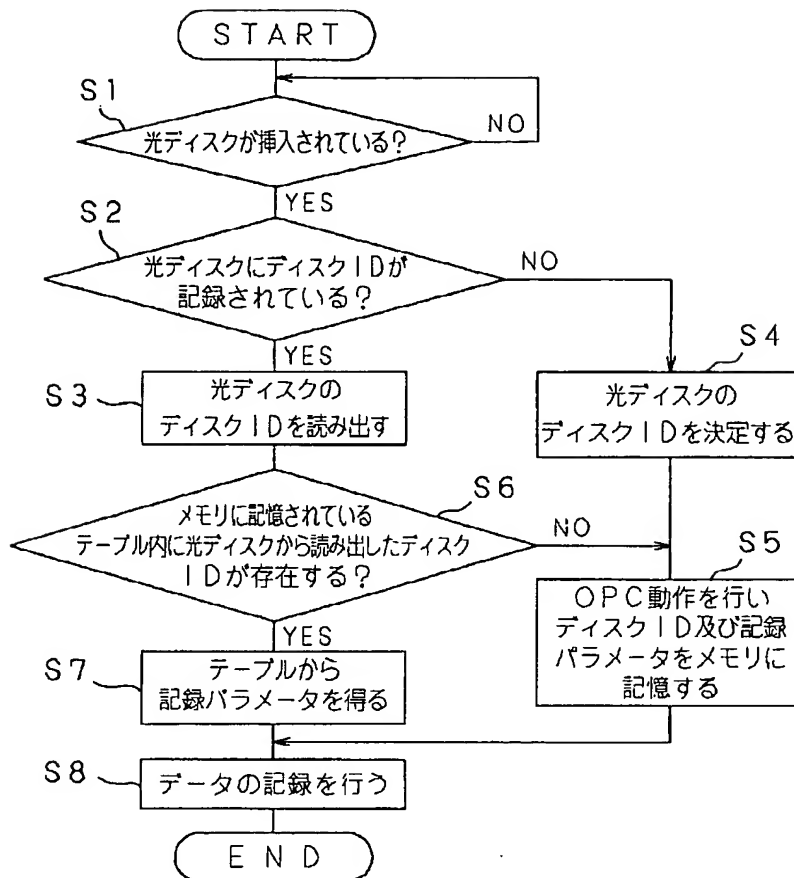 START
S1
光ディスクが挿入されている?
NO
YES
S2
光ディスクにディスクIDが
記録されている?
NO
YES
S3
光ディスクの
ディスクIDを読み出す
S4
光ディスクの
ディスクIDを決定する
S6
メモリに記憶されている
テーブル内に光ディスクから読み出したディスク
IDが存在する?
NO
YES
S5
OPC動作を行い
ディスクID及び記録
パラメータをメモリに
記憶する
S7
テーブルから
記録パラメータを得る
S8
データの記録を行う
END